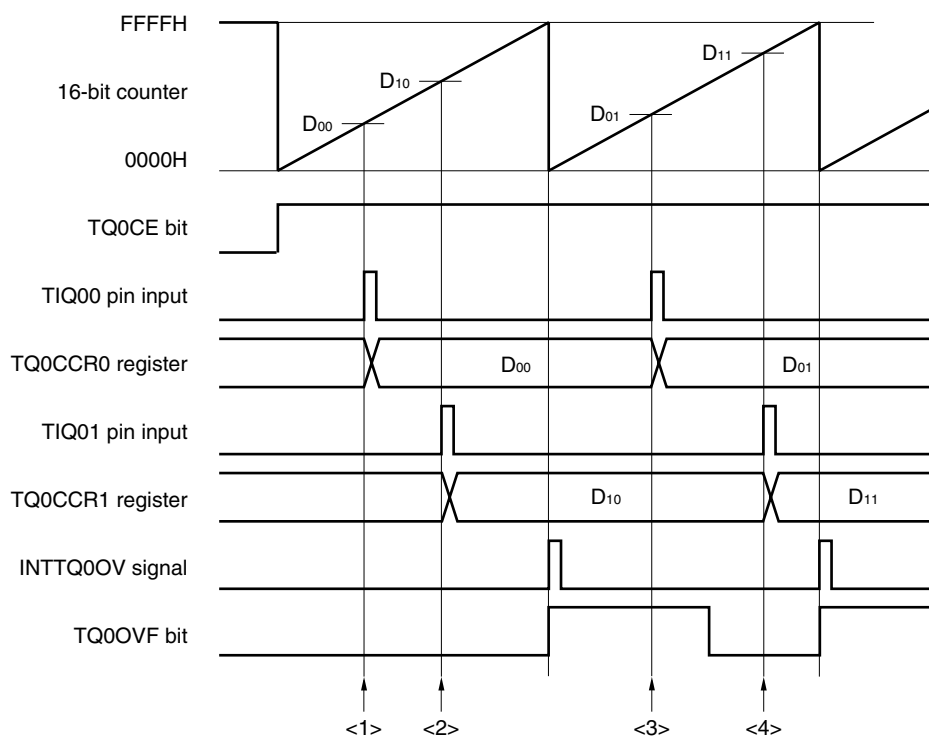 FFFFH
D11
D10
16-bit counter
D01
D00
0000H
TQ0CE bit
TIQ00 pin input
TQ0CCR0 register
D00
D01
TIQ01 pin input
TQ0CCR1 register
D10
D11
INTTQ0OV signal
TQ0OVF bit
<1>
<2>
<3>
<4>